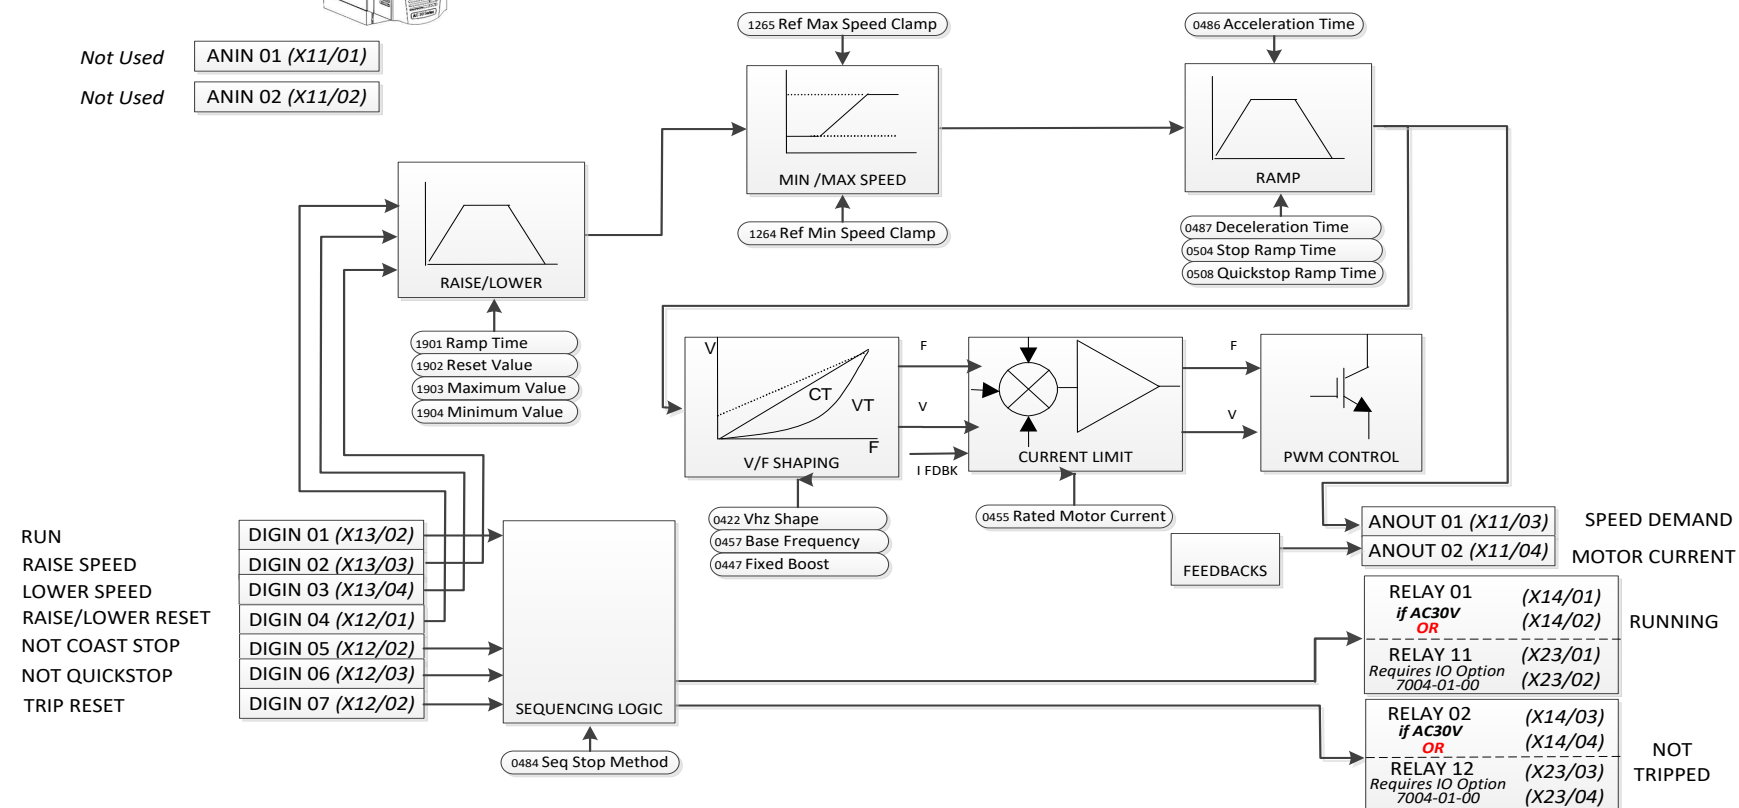 AC 30 Series
Not Used ANIN 01 (X11/01)
Not Used ANIN 02 (X11/02)
1265 Ref Max Speed Clamp
MIN /MAX SPEED
1264 Ref Min Speed Clamp
0486 Acceleration Time
RAMP
0487 Deceleration Time
0504 Stop Ramp Time
0508 Quickstop Ramp Time
RAISE/LOWER
1901 Ramp Time
1902 Reset Value
1903 Maximum Value
1904 Minimum Value
V
CT
VT
F
V/F SHAPING
0422 Vhz Shape
0457 Base Frequency
0447 Fixed Boost
F
V
I FDBK
CURRENT LIMIT
0455 Rated Motor Current
F
V
PWM CONTROL
RUN DIGIN 01 (X13/02)
RAISE SPEED DIGIN 02 (X13/03)
LOWER SPEED DIGIN 03 (X13/04)
RAISE/LOWER RESET DIGIN 04 (X12/01)
NOT COAST STOP DIGIN 05 (X12/02)
NOT QUICKSTOP DIGIN 06 (X12/03)
TRIP RESET DIGIN 07 (X12/02)
SEQUENCING LOGIC
0484 Seq Stop Method
FEEDBACKS
ANOUT 01 (X11/03) SPEED DEMAND
ANOUT 02 (X11/04) MOTOR CURRENT
RELAY 01 (X14/01)
if AC30V (X14/02)
OR
RUNNING
RELAY 11 (X23/01)
Requires IO Option
7004-01-00 (X23/02)
RELAY 02 (X14/03)
if AC30V
OR (X14/04)
NOT
TRIPPED
RELAY 12 (X23/03)
Requires IO Option
7004-01-00 (X23/04)